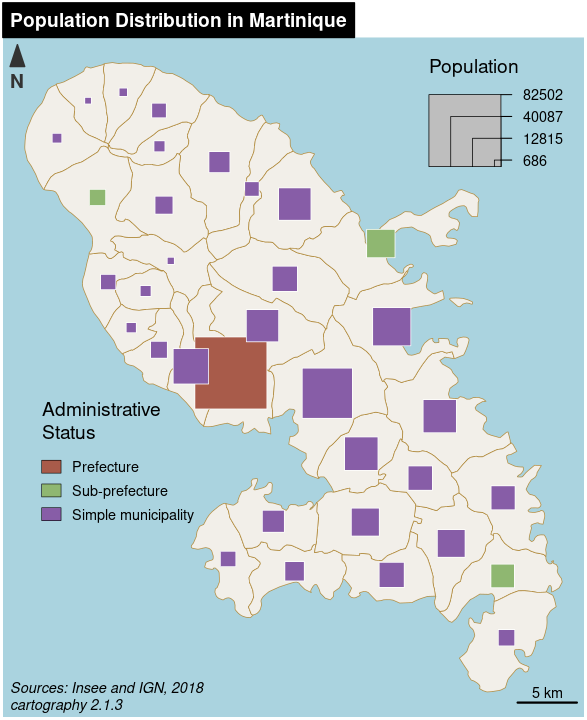 Population Distribution in Martinique
N
Population
82502
40087
12815
686
Administrative
Status
Prefecture
Sub-prefecture
Simple municipality
Sources: Insee and IGN, 2018
cartography 2.1.3
5 km